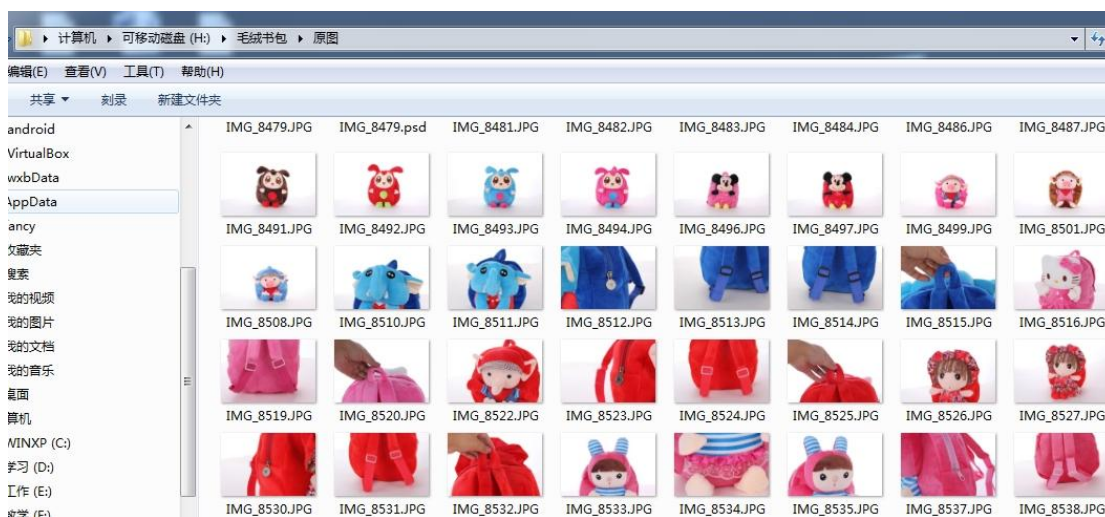 计算机 ▸ 可移动磁盘 (H:) ▸ 毛绒书包 ▸ 原图
编辑(E) 查看(V) 工具(T) 帮助(H)
共享 刻录 新建文件夹
android
VirtualBox
wxbData
AppData
fancy
收藏夹
搜索
我的视频
我的图片
我的文档
我的音乐
桌面
算机
WINXP (C:)
学习 (D:)
工作 (E:)
教学 (F:)
IMG_8479.JPG IMG_8479.psd IMG_8481.JPG IMG_8482.JPG IMG_8483.JPG IMG_8484.JPG IMG_8486.JPG IMG_8487.JPG
IMG_8491.JPG IMG_8492.JPG IMG_8493.JPG IMG_8494.JPG IMG_8496.JPG IMG_8497.JPG IMG_8499.JPG IMG_8501.JPG
IMG_8508.JPG IMG_8510.JPG IMG_8511.JPG IMG_8512.JPG IMG_8513.JPG IMG_8514.JPG IMG_8515.JPG IMG_8516.JPG
IMG_8519.JPG IMG_8520.JPG IMG_8522.JPG IMG_8523.JPG IMG_8524.JPG IMG_8525.JPG IMG_8526.JPG IMG_8527.JPG
IMG_8530.JPG IMG_8531.JPG IMG_8532.JPG IMG_8533.JPG IMG_8534.JPG IMG_8535.JPG IMG_8537.JPG IMG_8538.JPG